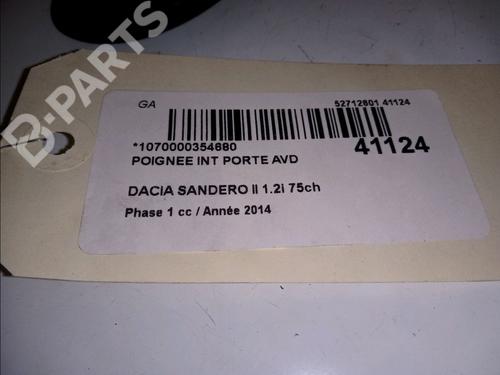 B-PARTS
GA
52712801 41124
*1070000354680
41124
POIGNEE INT PORTE AVD
DACIA SANDERO II 1.2i 75ch
Phase 1 cc / Année 2014